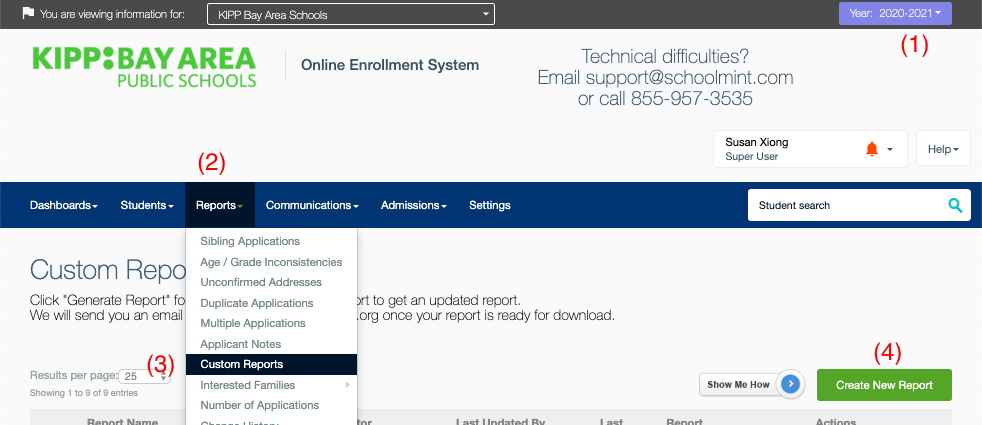 You are viewing information for: KIPP Bay Area Schools Year: 2020-2021
(1)
KIPP:BAY AREA
PUBLIC SCHOOLS
Online Enrollment System
Technical difficulties?
Email support@schoolmint.com
or call 855-957-3535
Susan Xiong
Super User
Help
(2)
Dashboards Students Reports Communications Admissions Settings Student search
Sibling Applications
Age / Grade Inconsistencies
Unconfirmed Addresses
Duplicate Applications
Multiple Applications
Applicant Notes
Custom Reports
Interested Families
Number of Applications
Change History
Custom Repo
Click "Generate Report" fo rt to get an updated report.
We will send you an email .org once your report is ready for download.
(3)
(4)
Results per page: 25
Showing 1 to 9 of 9 entries
Show Me How
Create New Report
Report Name tor Last Updated By Last Report Actions